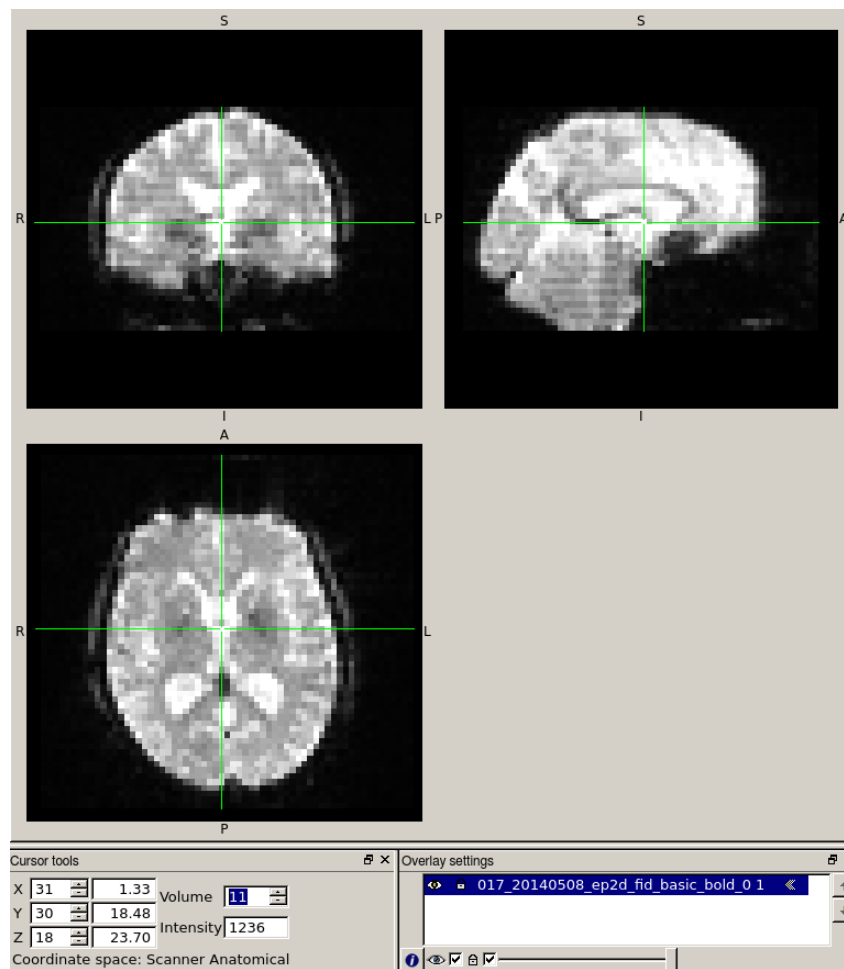 S S
R L P A
I I
A
R L
P
Cursor tools Overlay settings
X 31 1.33 Volume 11
Y 30 18.48
Z 18 23.70 Intensity 1236
Coordinate space: Scanner Anatomical
017_20140508_ep2d_fid_basic_bold_0 1